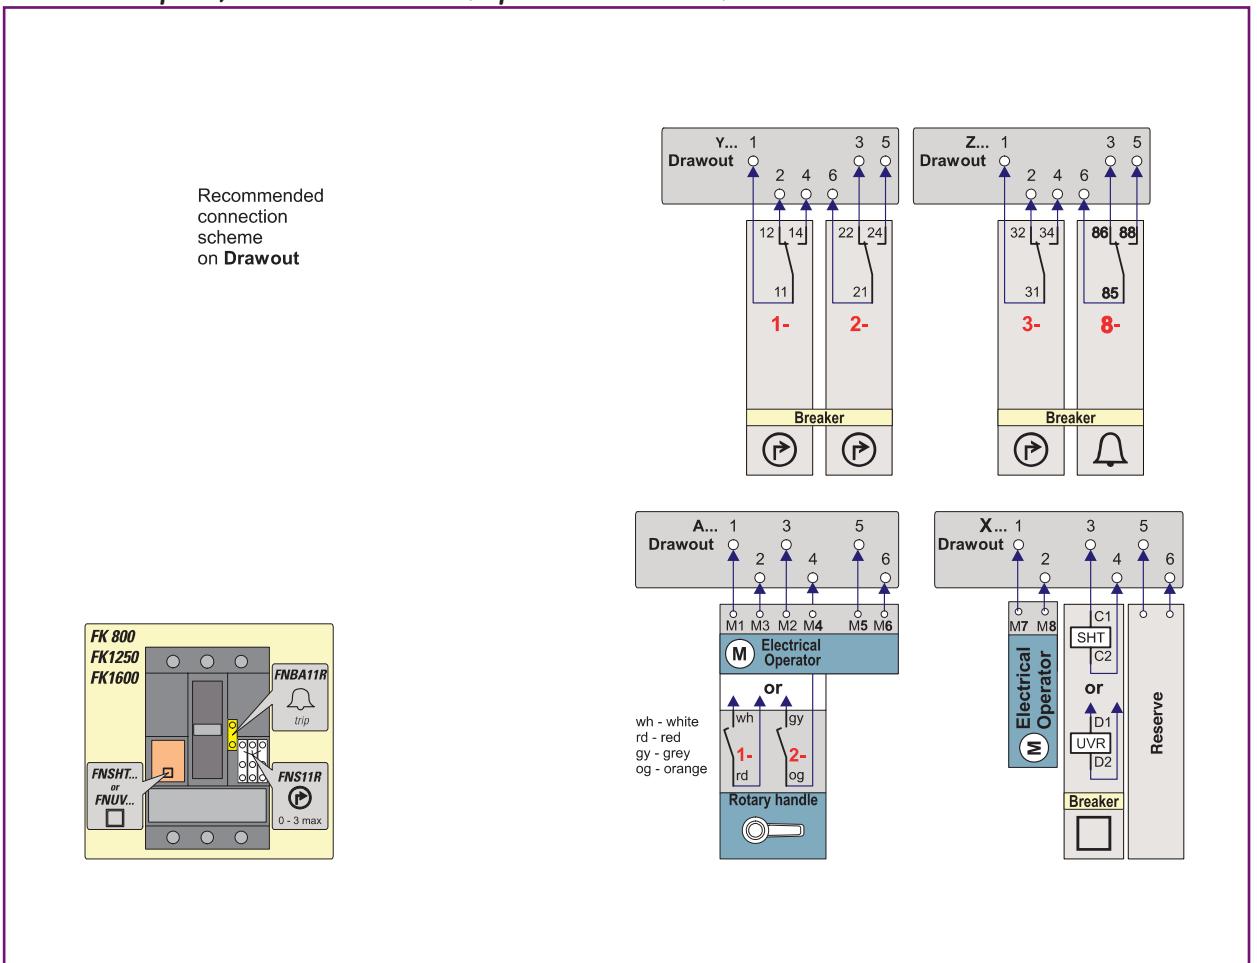 Recommended
connection
scheme
on Drawout
Y... 1 3 5
Drawout
2 4 6
12 14 22 24
11 21
1- 2-
Breaker
Z... 1 3 5
Drawout
2 4 6
32 34 86 88
31 85
3- 8-
Breaker
A... 1 3 5
Drawout
2 4 6
M1 M3 M2 M4 M5 M6
M Electrical
Operator
or
wh - white
rd - red
gy - grey
og - orange
wh gy
1- 2-
rd og
Rotary handle
X... 1 3 5
Drawout
2 4 6
M7 M8
Electrical
Operator
M
C1
SHT
C2
or
D1
UVR
D2
Breaker
Reserve
FK 800
FK1250
FK1600
FNBA11R
trip
FNSHT...
or
FNUV...
FNS11R
0 - 3 max